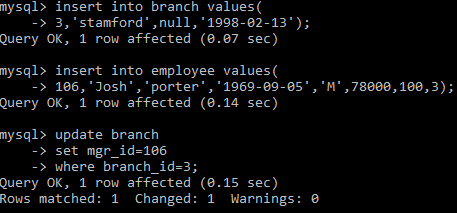 mysql> insert into branch values(
    -> 3,'stamford',null,'1998-02-13');
Query OK, 1 row affected (0.07 sec)

mysql> insert into employee values(
    -> 106,'Josh','porter','1969-09-05','M',78000,100,3);
Query OK, 1 row affected (0.14 sec)

mysql> update branch
    -> set mgr_id=106
    -> where branch_id=3;
Query OK, 1 row affected (0.15 sec)
Rows matched: 1  Changed: 1  Warnings: 0